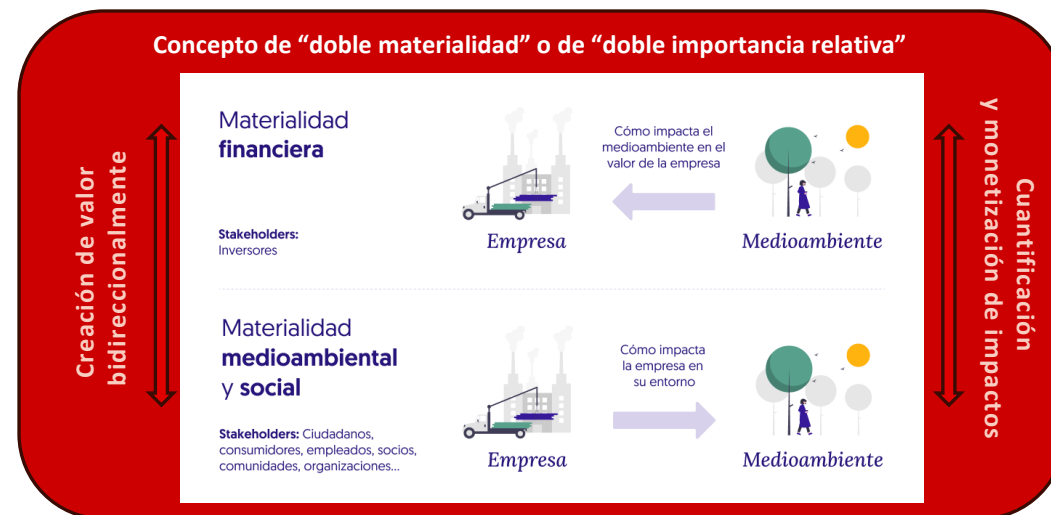 Concepto de “doble materialidad” o de “doble importancia relativa”
Creación de valor
bidireccionalmente
Materialidad
financiera
Stakeholders:
Inversores
Cómo impacta el
medioambiente en el
valor de la empresa
Empresa
Medioambiente
Materialidad
medioambiental
y social
Stakeholders: Ciudadanos,
consumidores, empleados, socios,
comunidades, organizaciones...
Cómo impacta
la empresa en
su entorno
Empresa
Medioambiente
Cuantificación
y monetización de impactos